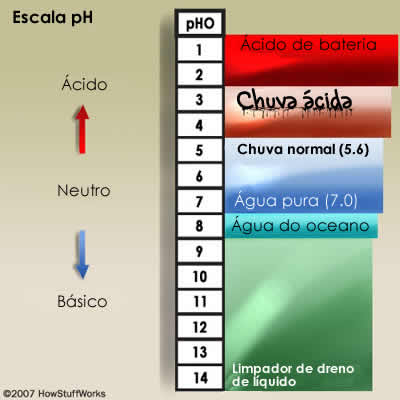 Escala pH
pH0
1
Ácido de bateria
2
Ácido
3
Chuva ácida
4
5
Chuva normal (5.6)
6
Neutro
7
Água pura (7.0)
8
Água do oceano
9
10
Básico
11
12
13
14
Limpador de dreno
de líquido
©2007 HowStuffWorks